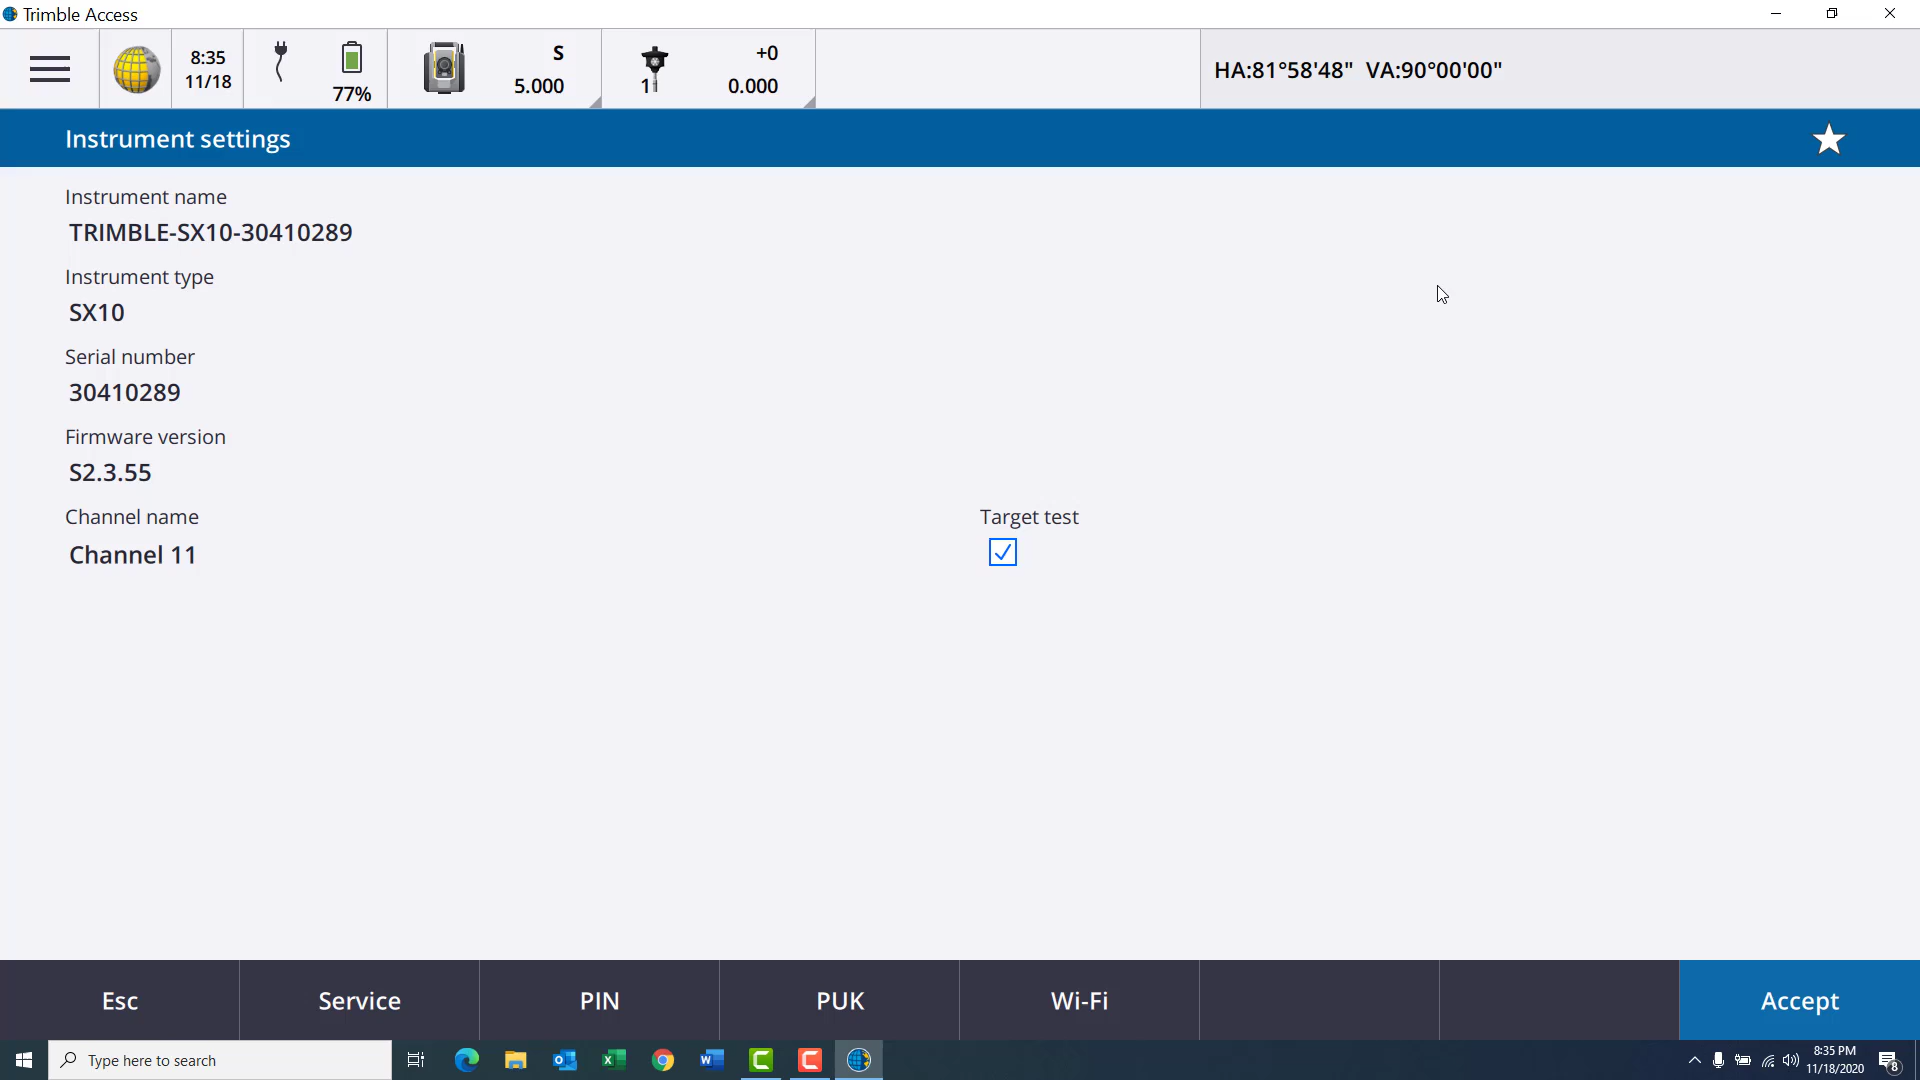 Trimble Access
8:35
11/18
77%
S
5.000
1
+0
0.000
HA:81°58'48" VA:90°00'00"
Instrument settings
Instrument name
TRIMBLE-SX10-30410289
Instrument type
SX10
Serial number
30410289
Firmware version
S2.3.55
Channel name
Channel 11
Target test
Esc
Service
PIN
PUK
Wi-Fi
Accept
Type here to search
8:35 PM
11/18/2020
8